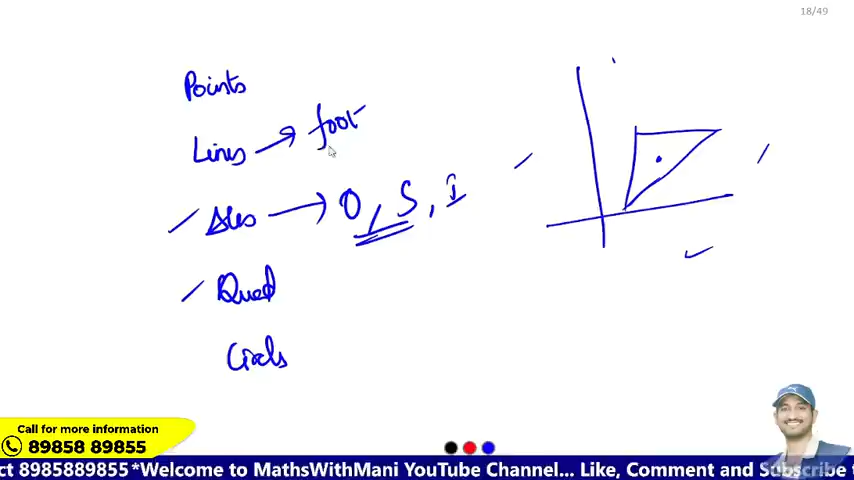 18/49
Points
Lines → foot
Δles → O, S, I
Quad
Circls
Call for more information
89858 89855
ct 8985889855 *Welcome to MathsWithMani YouTube Channel... Like, Comment and Subscribe t